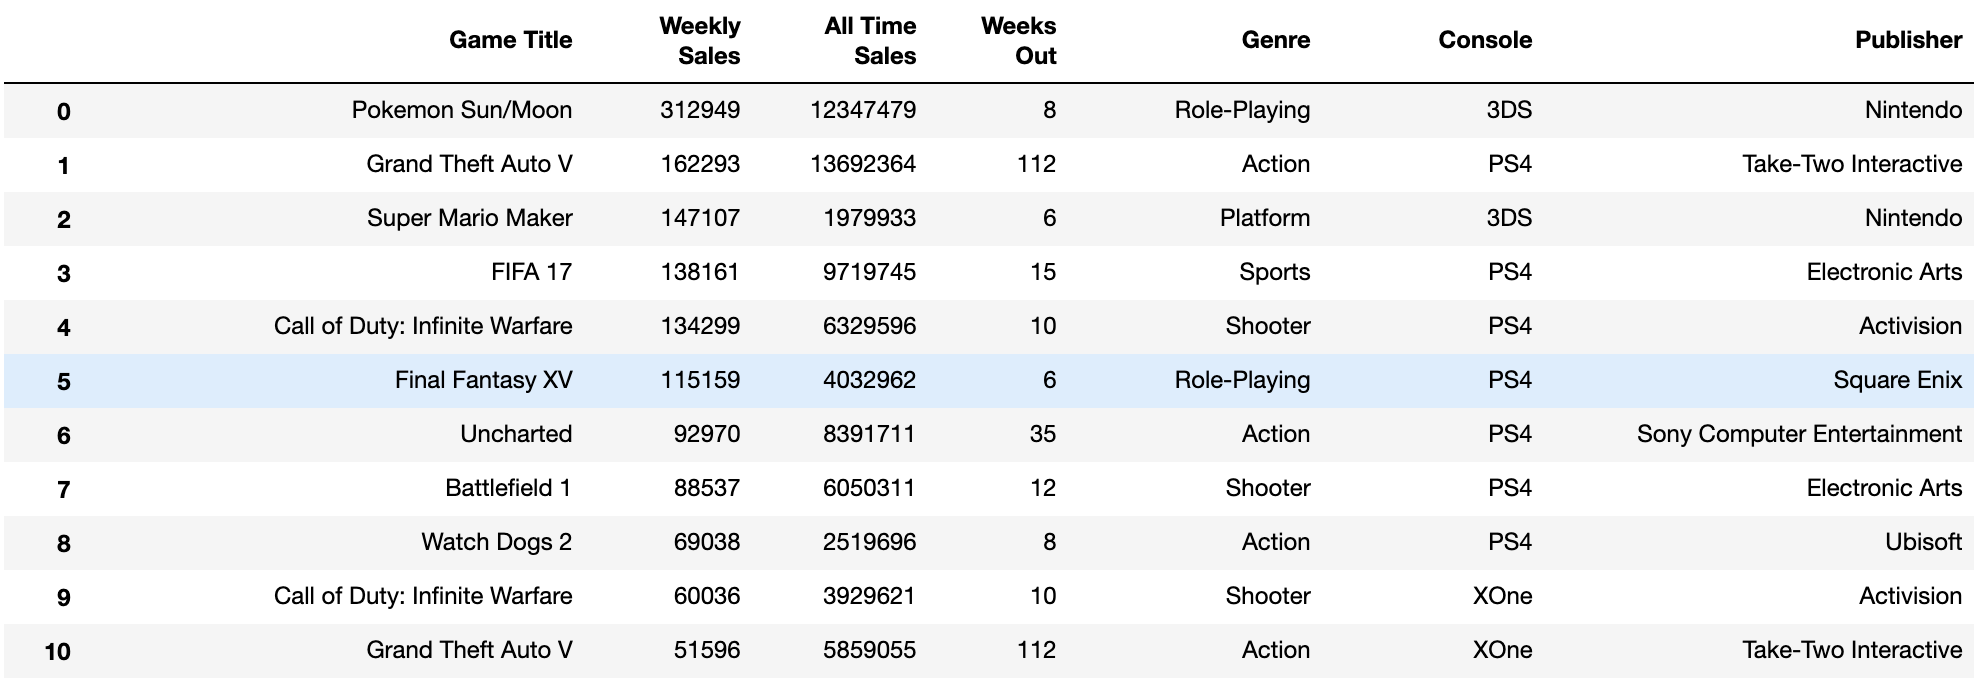 Game Title Weekly Sales All Time Sales Weeks Out Genre Console Publisher
0 Pokemon Sun/Moon 312949 12347479 8 Role-Playing 3DS Nintendo
1 Grand Theft Auto V 162293 13692364 112 Action PS4 Take-Two Interactive
2 Super Mario Maker 147107 1979933 6 Platform 3DS Nintendo
3 FIFA 17 138161 9719745 15 Sports PS4 Electronic Arts
4 Call of Duty: Infinite Warfare 134299 6329596 10 Shooter PS4 Activision
5 Final Fantasy XV 115159 4032962 6 Role-Playing PS4 Square Enix
6 Uncharted 92970 8391711 35 Action PS4 Sony Computer Entertainment
7 Battlefield 1 88537 6050311 12 Shooter PS4 Electronic Arts
8 Watch Dogs 2 69038 2519696 8 Action PS4 Ubisoft
9 Call of Duty: Infinite Warfare 60036 3929621 10 Shooter XOne Activision
10 Grand Theft Auto V 51596 5859055 112 Action XOne Take-Two Interactive